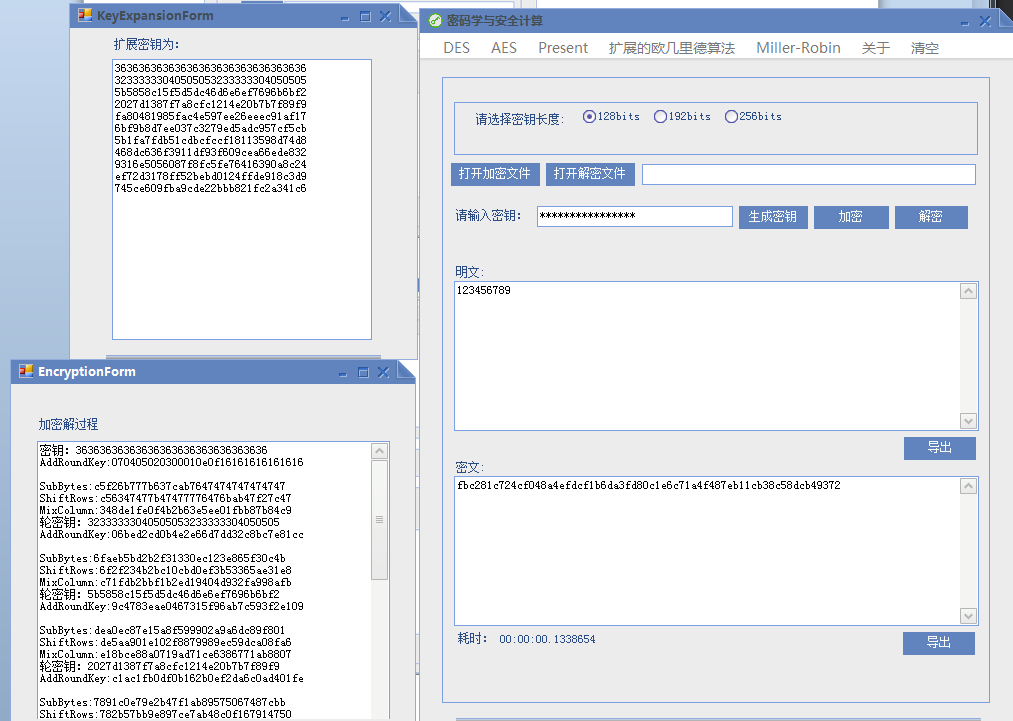 KeyExpansionForm
扩展密钥为:
36363636363636363636363636363636
32333333040505053233333304050505
5b5858c15f5d5dc46d6e6ef7696b6bf2
2027d1387f7a8cfc1214e20b7b7f89f9
fa80481985fac4e597ee26eeec91af17
6bf9b8d7ee037c3279ed5adc957cf5cb
5b1fa7fdb51cdbcfccf18113598d74d8
468dc636f3911df93f609cea66ede832
9316e5056087f8fc5fe76416390a8c24
ef72d3178ff52bebd0124ffde918c3d9
745ce609fba9cde22bbb821fc2a341c6
EncryptionForm
加密解过程
密钥: 36363636363636363636363636363636
AddRoundKey:070405020300010e0f16161616161616
SubBytes:c5f26b777b637cab7647474747474747
ShiftRows:c56347477b47477776476bab47f27c47
MixColumn:348de1fe0f4b2b63e5ee01fbb87b84c9
轮密钥: 32333333040505053233333304050505
AddRoundKey:06bed2cd0b4e2e66d7dd32c8bc7e81cc
SubBytes:6faeb5bd2b2f31330ec123e865f30c4b
ShiftRows:6f2f234b2bc10cbd0ef3b53365ae31e8
MixColumn:c71fdb2bbf1b2ed19404d932fa998afb
轮密钥: 5b5858c15f5d5dc46d6e6ef7696b6bf2
AddRoundKey:9c4783eae0467315f96ab7c593f2e109
SubBytes:dea0ec87e15a8f599902a9a6dc89f801
ShiftRows:de5aa901e102f8879989ec59dca08fa6
MixColumn:e18bce88a0719ad71ce6386771ab8807
轮密钥: 2027d1387f7a8cfc1214e20b7b7f89f9
AddRoundKey:c1ac1fb0df0b162b0ef2da6c0ad401fe
SubBytes:7891c0e79e2b47f1ab89575067487cbb
ShiftRows:782b57bb9e897ce7ab48c0f167914750
密码学与安全计算
DES AES Present 扩展的欧几里德算法 Miller-Robin 关于 清空
请选择密钥长度: 128bits 192bits 256bits
打开加密文件 打开解密文件
请输入密钥: **************** 生成密钥 加密 解密
明文:
123456789
导出
密文:
fbc281c724cf048a4efdcf1b6da3fd80c1e6c71a4f487eb11cb38c58dcb49372
耗时: 00:00:00.1338654
导出